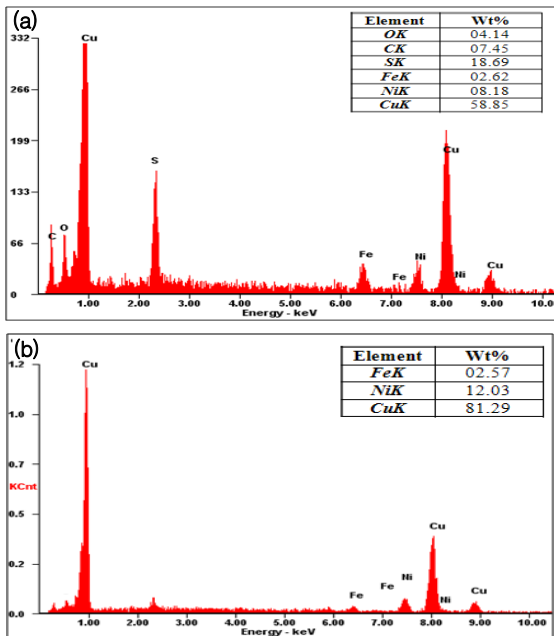 (a)
Element Wt%
OK 04.14
CK 07.45
SK 18.69
FeK 02.62
NiK 08.18
CuK 58.85
332
266
199
133
66
0
Cu
C
O
S
Fe
Fe
Ni
Cu
Ni
Cu
1.00 2.00 3.00 4.00 5.00 6.00 7.00 8.00 9.00 10.0
Energy - keV
(b)
Element Wt%
FeK 02.57
NiK 12.03
CuK 81.29
1.2
1.0
0.7
KCnt
0.5
0.2
0.0
Cu
Fe
Fe
Ni
Cu
Ni
Cu
1.00 2.00 3.00 4.00 5.00 6.00 7.00 8.00 9.00 10.00
Energy - keV